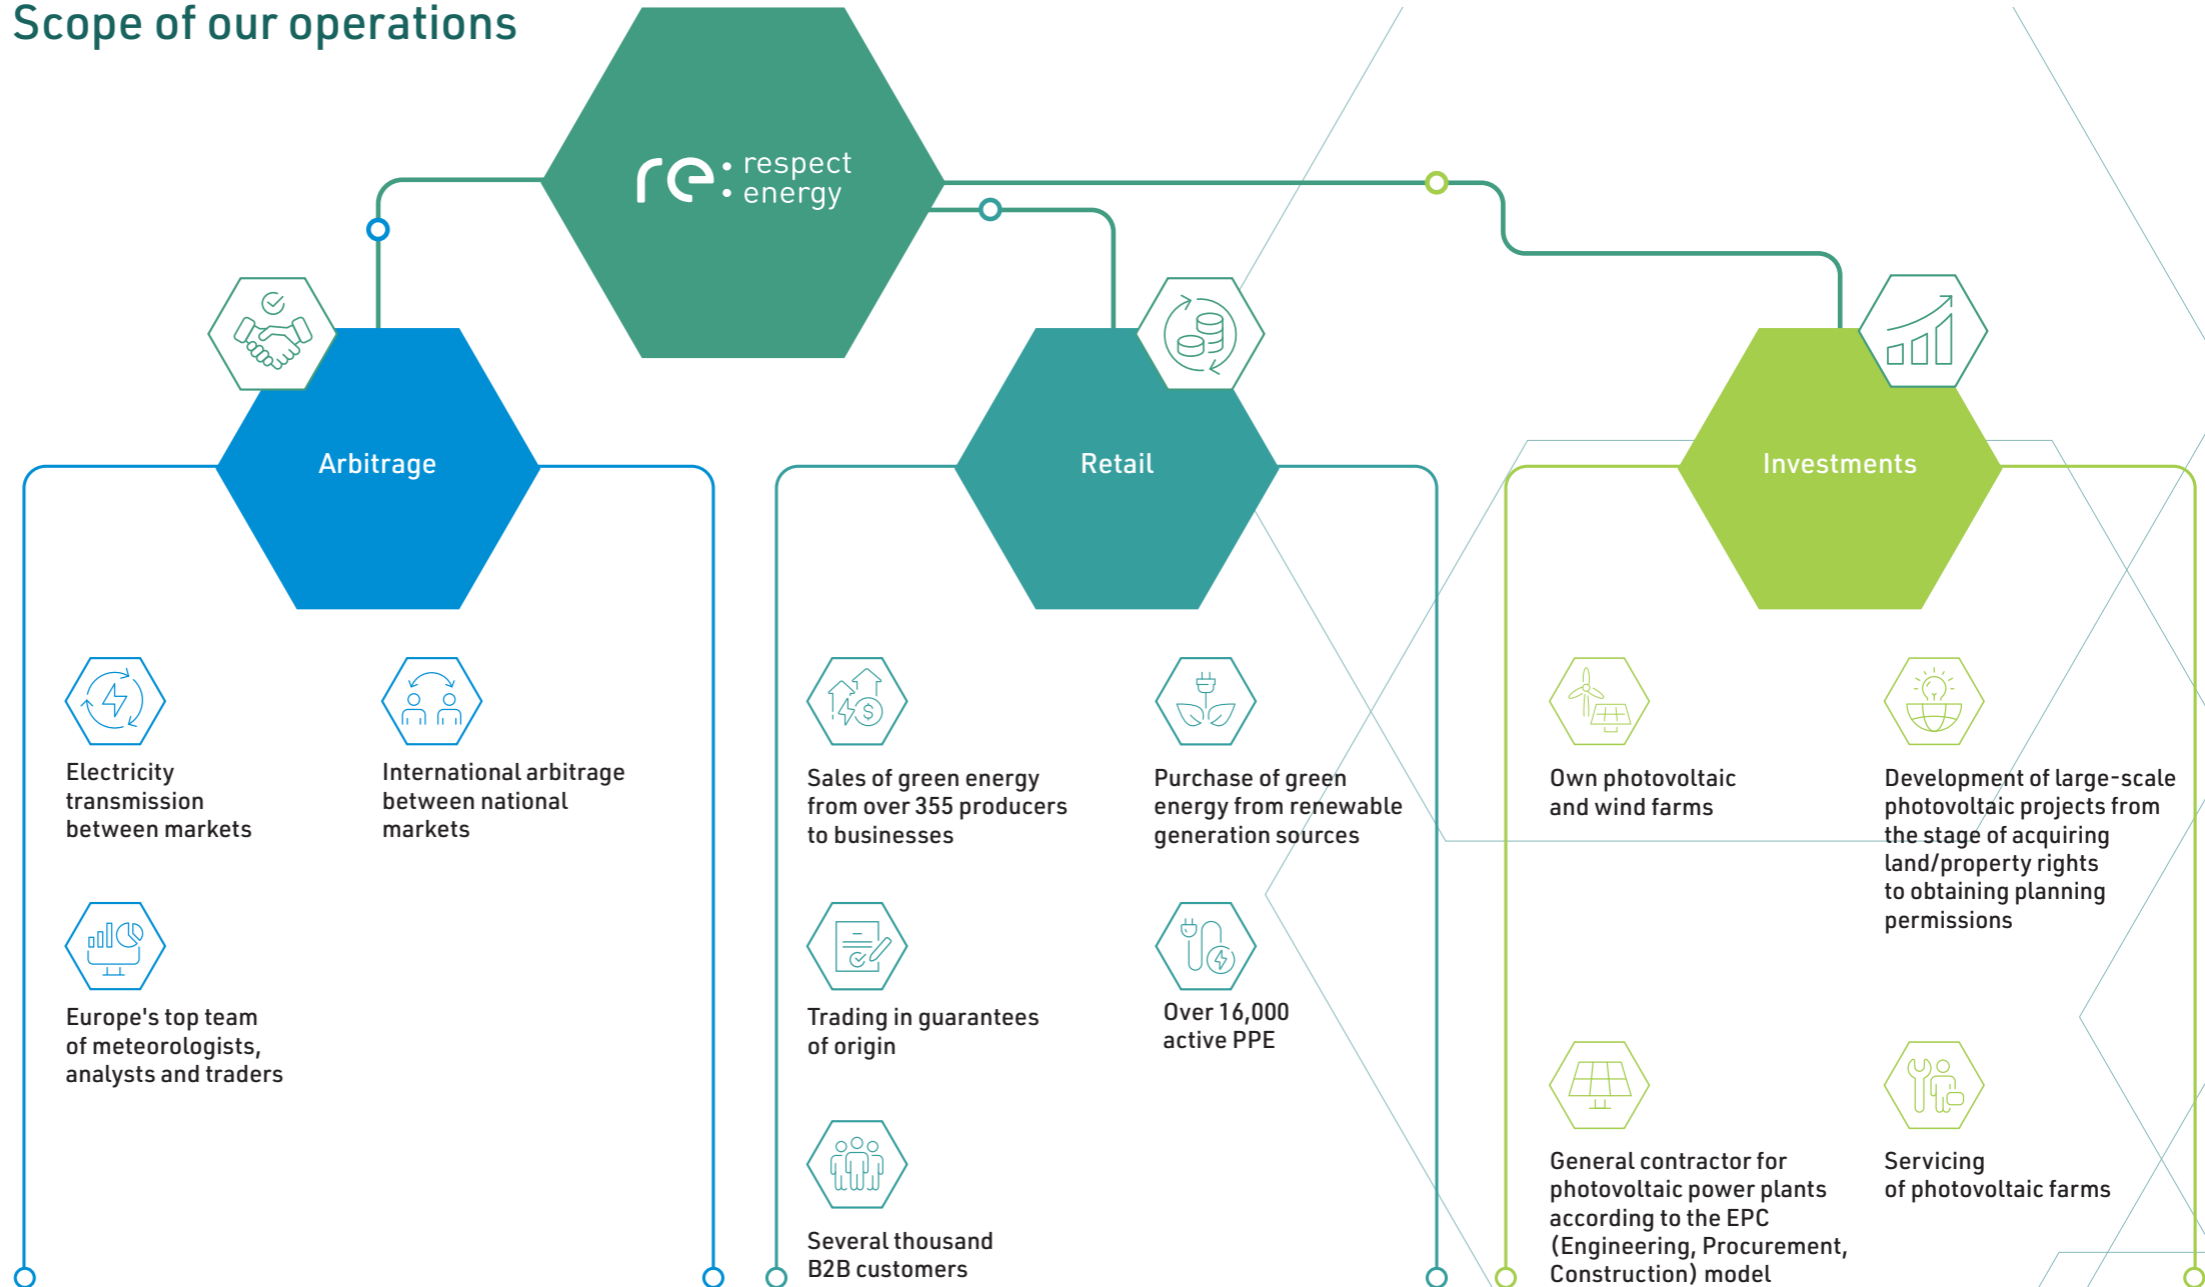 Scope of our operations
re: respect
energy
Arbitrage
Electricity
transmission
between markets
International arbitrage
between national
markets
Europe's top team
of meteorologists,
analysts and traders
Retail
Sales of green energy
from over 355 producers
to businesses
Purchase of green
energy from renewable
generation sources
Trading in guarantees
of origin
Over 16,000
active PPE
Several thousand
B2B customers
Investments
Own photovoltaic
and wind farms
Development of large-scale
photovoltaic projects from
the stage of acquiring
land/property rights
to obtaining planning
permissions
General contractor for
photovoltaic power plants
according to the EPC
(Engineering, Procurement,
Construction) model
Servicing
of photovoltaic farms